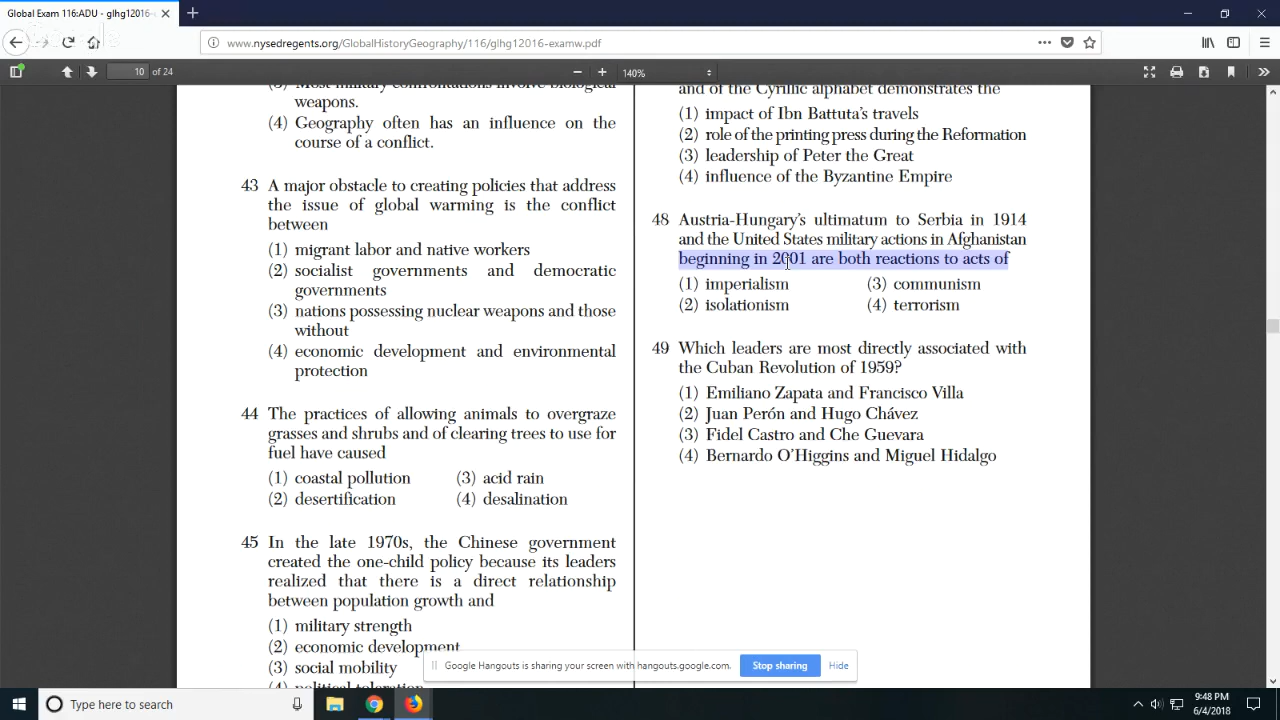 Global Exam 116:ADU - glhg12016-
www.nysedregents.org/GlobalHistoryGeography/116/glhg12016-examw.pdf
10 of 24
140%
(3) Most military confrontations involve biological
weapons.
(4) Geography often has an influence on the
course of a conflict.
43 A major obstacle to creating policies that address
the issue of global warming is the conflict
between
(1) migrant labor and native workers
(2) socialist governments and democratic
governments
(3) nations possessing nuclear weapons and those
without
(4) economic development and environmental
protection
44 The practices of allowing animals to overgraze
grasses and shrubs and of clearing trees to use for
fuel have caused
(1) coastal pollution (3) acid rain
(2) desertification (4) desalination
45 In the late 1970s, the Chinese government
created the one-child policy because its leaders
realized that there is a direct relationship
between population growth and
(1) military strength
(2) economic development
(3) social mobility
(4) political toleration
and of the Cyrillic alphabet demonstrates the
(1) impact of Ibn Battuta's travels
(2) role of the printing press during the Reformation
(3) leadership of Peter the Great
(4) influence of the Byzantine Empire
48 Austria-Hungary's ultimatum to Serbia in 1914
and the United States military actions in Afghanistan
beginning in 2001 are both reactions to acts of
(1) imperialism (3) communism
(2) isolationism (4) terrorism
49 Which leaders are most directly associated with
the Cuban Revolution of 1959?
(1) Emiliano Zapata and Francisco Villa
(2) Juan Perón and Hugo Chávez
(3) Fidel Castro and Che Guevara
(4) Bernardo O'Higgins and Miguel Hidalgo
Google Hangouts is sharing your screen with hangouts.google.com. Stop sharing Hide
Type here to search
9:48 PM
6/4/2018